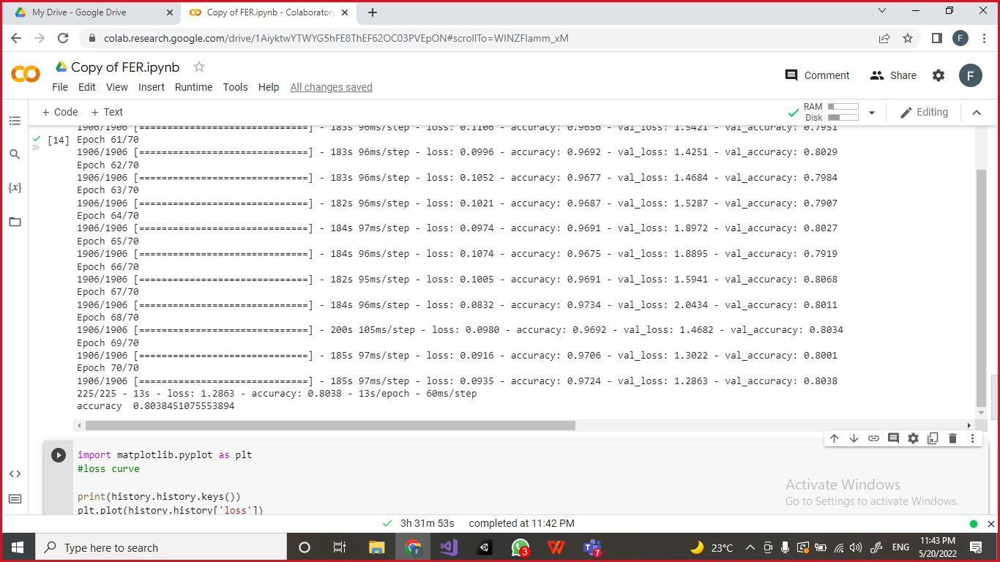 My Drive - Google Drive
Copy of FER.ipynb - Colaboratory
colab.research.google.com/drive/1AiyktwYTWYG5hFE8ThEF62OC03PVEpON#scrollTo=WINZFlamm_xM
F
Copy of FER.ipynb
Comment
Share
F
File Edit View Insert Runtime Tools Help All changes saved
+ Code + Text
RAM
Disk
Editing
1906/1906 [==============================] - 183s 96ms/step - loss: 0.1106 - accuracy: 0.9656 - val_loss: 1.5421 - val_accuracy: 0.7951
[14]
3h
Epoch 61/70
1906/1906 [==============================] - 183s 96ms/step - loss: 0.0996 - accuracy: 0.9692 - val_loss: 1.4251 - val_accuracy: 0.8029
Epoch 62/70
1906/1906 [==============================] - 183s 96ms/step - loss: 0.1052 - accuracy: 0.9677 - val_loss: 1.4684 - val_accuracy: 0.7984
Epoch 63/70
1906/1906 [==============================] - 182s 96ms/step - loss: 0.1021 - accuracy: 0.9687 - val_loss: 1.5287 - val_accuracy: 0.7907
Epoch 64/70
1906/1906 [==============================] - 184s 97ms/step - loss: 0.0974 - accuracy: 0.9691 - val_loss: 1.8972 - val_accuracy: 0.8027
Epoch 65/70
1906/1906 [==============================] - 184s 96ms/step - loss: 0.1074 - accuracy: 0.9675 - val_loss: 1.8895 - val_accuracy: 0.7919
Epoch 66/70
1906/1906 [==============================] - 182s 95ms/step - loss: 0.1005 - accuracy: 0.9691 - val_loss: 1.5941 - val_accuracy: 0.8068
Epoch 67/70
1906/1906 [==============================] - 184s 96ms/step - loss: 0.0832 - accuracy: 0.9734 - val_loss: 2.0434 - val_accuracy: 0.8011
Epoch 68/70
1906/1906 [==============================] - 200s 105ms/step - loss: 0.0980 - accuracy: 0.9692 - val_loss: 1.4682 - val_accuracy: 0.8034
Epoch 69/70
1906/1906 [==============================] - 185s 97ms/step - loss: 0.0916 - accuracy: 0.9706 - val_loss: 1.3022 - val_accuracy: 0.8001
Epoch 70/70
1906/1906 [==============================] - 185s 97ms/step - loss: 0.0935 - accuracy: 0.9724 - val_loss: 1.2863 - val_accuracy: 0.8038
225/225 - 13s - loss: 1.2863 - accuracy: 0.8038 - 13s/epoch - 60ms/step
accuracy 0.8038451075553894
{x}
import matplotlib.pyplot as plt
#loss curve
print(history.history.keys())
plt.plot(history.history['loss'])
Activate Windows
Go to Settings to activate Windows.
3h 31m 53s completed at 11:42 PM
Type here to search
F
3
7
23°C
ENG
11:43 PM
5/20/2022